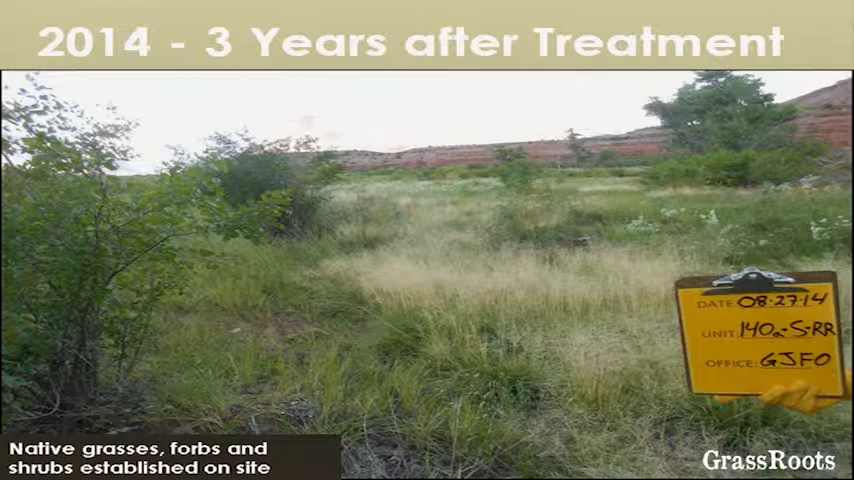 2014 - 3 Years after Treatment
DATE: 08·27·14
UNIT: 140a·S-RR
OFFICE: GJFO
Native grasses, forbs and
shrubs established on site
GrassRoots